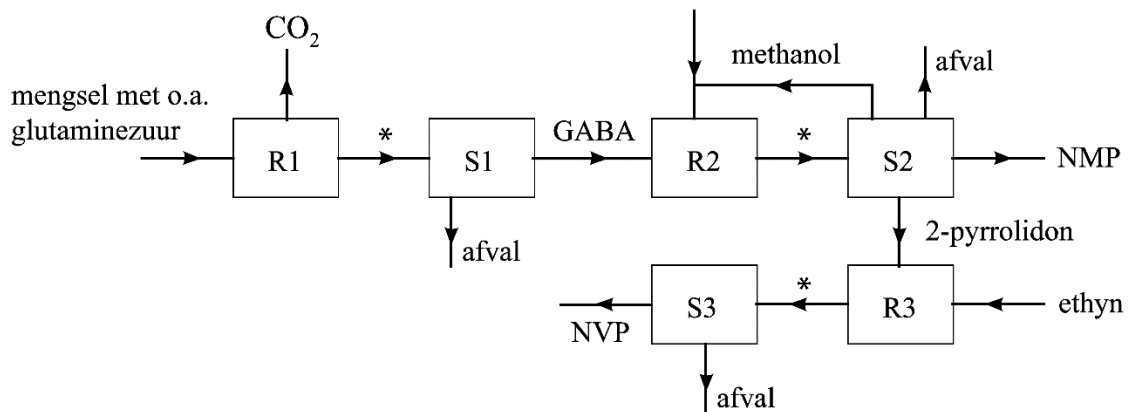 CO₂
methanol
afval
mengsel met o.a.
glutaminezuur
R1
*
S1
GABA
R2
*
S2
NMP
afval
2-pyrrolidon
NVP
S3
*
R3
ethyn
afval